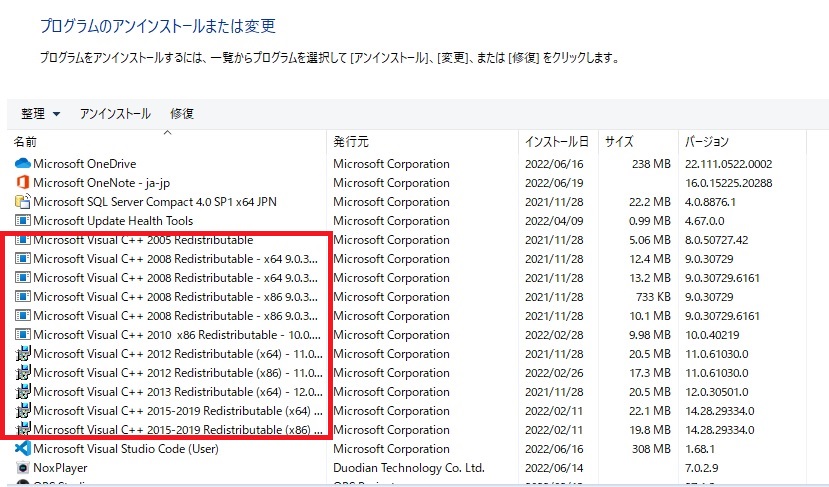 プログラムのアンインストールまたは変更
プログラムをアンインストールするには、一覧からプログラムを選択して [アンインストール]、[変更]、または [修復] をクリックします。
整理 アンインストール 修復
名前 発行元 インストール日 サイズ バージョン
Microsoft OneDrive Microsoft Corporation 2022/06/16 238 MB 22.111.0522.0002
Microsoft OneNote - ja-jp Microsoft Corporation 2022/06/19 16.0.15225.20288
Microsoft SQL Server Compact 4.0 SP1 x64 JPN Microsoft Corporation 2021/11/28 22.2 MB 4.0.8876.1
Microsoft Update Health Tools Microsoft Corporation 2022/04/09 0.99 MB 4.67.0.0
Microsoft Visual C++ 2005 Redistributable Microsoft Corporation 2021/11/28 5.06 MB 8.0.50727.42
Microsoft Visual C++ 2008 Redistributable - x64 9.0.3... Microsoft Corporation 2021/11/28 12.4 MB 9.0.30729
Microsoft Visual C++ 2008 Redistributable - x64 9.0.3... Microsoft Corporation 2021/11/28 13.2 MB 9.0.30729.6161
Microsoft Visual C++ 2008 Redistributable - x86 9.0.3... Microsoft Corporation 2021/11/28 733 KB 9.0.30729
Microsoft Visual C++ 2008 Redistributable - x86 9.0.3... Microsoft Corporation 2021/11/28 10.1 MB 9.0.30729.6161
Microsoft Visual C++ 2010 x86 Redistributable - 10.0.... Microsoft Corporation 2022/02/28 9.98 MB 10.0.40219
Microsoft Visual C++ 2012 Redistributable (x64) - 11.0... Microsoft Corporation 2021/11/28 20.5 MB 11.0.61030.0
Microsoft Visual C++ 2012 Redistributable (x86) - 11.0... Microsoft Corporation 2022/02/26 17.3 MB 11.0.61030.0
Microsoft Visual C++ 2013 Redistributable (x64) - 12.0... Microsoft Corporation 2021/11/28 20.5 MB 12.0.30501.0
Microsoft Visual C++ 2015-2019 Redistributable (x64) ... Microsoft Corporation 2022/02/11 22.1 MB 14.28.29334.0
Microsoft Visual C++ 2015-2019 Redistributable (x86) ... Microsoft Corporation 2022/02/11 19.8 MB 14.28.29334.0
Microsoft Visual Studio Code (User) Microsoft Corporation 2022/06/16 308 MB 1.68.1
NoxPlayer Duodian Technology Co. Ltd. 2022/06/14 7.0.2.9